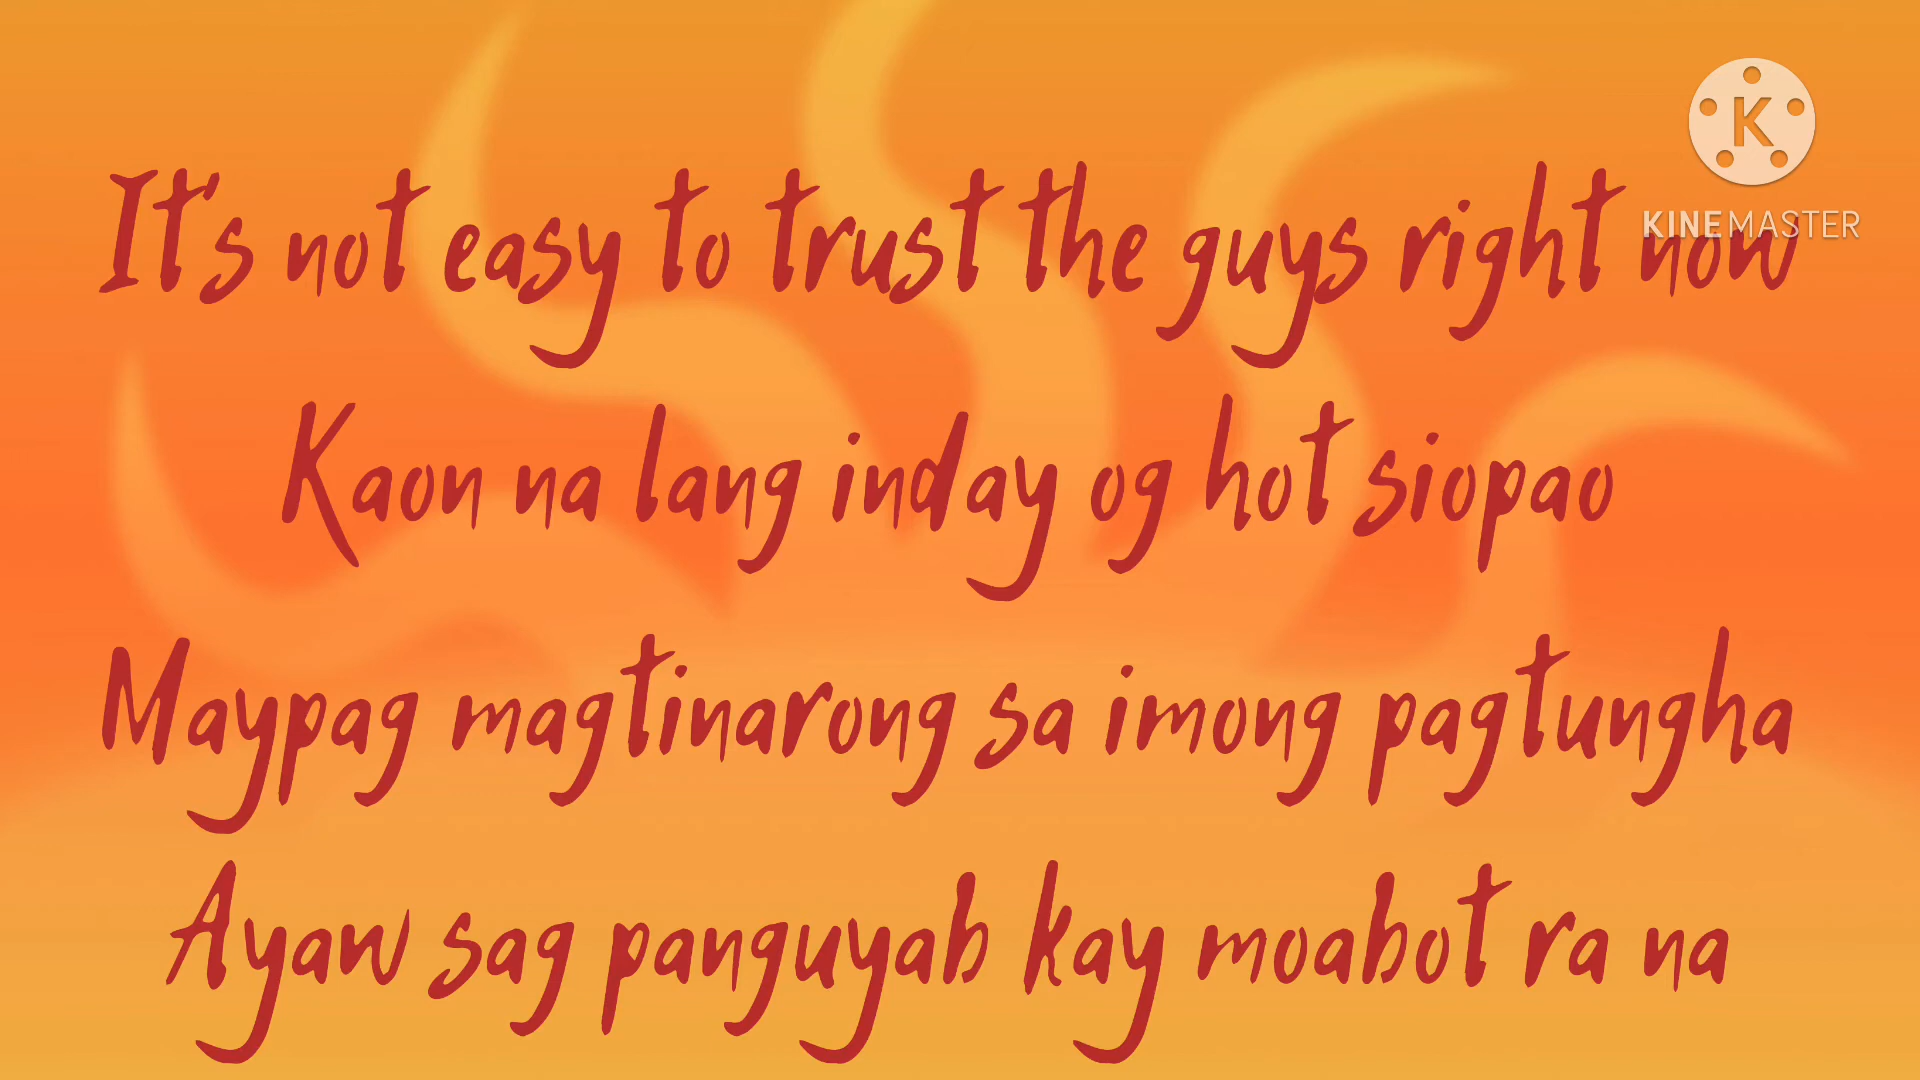 It's not easy to trust the guys right now
Kaon na lang inday og hot siopao
Maypag magtinarong sa imong pagtungha
Ayaw sag panguyab kay moabot ra na
K
KINEMASTER